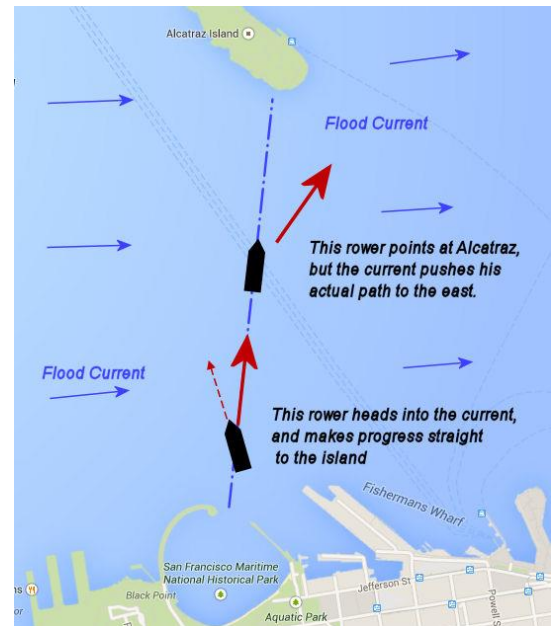 Alcatraz Island
Flood Current
This rower points at Alcatraz,
but the current pushes his
actual path to the east.
Flood Current
This rower heads into the current,
and makes progress straight
to the island
Fishermans Wharf
San Francisco Maritime
National Historical Park
Jefferson St
Powell S
Black Point
Aquatic Park